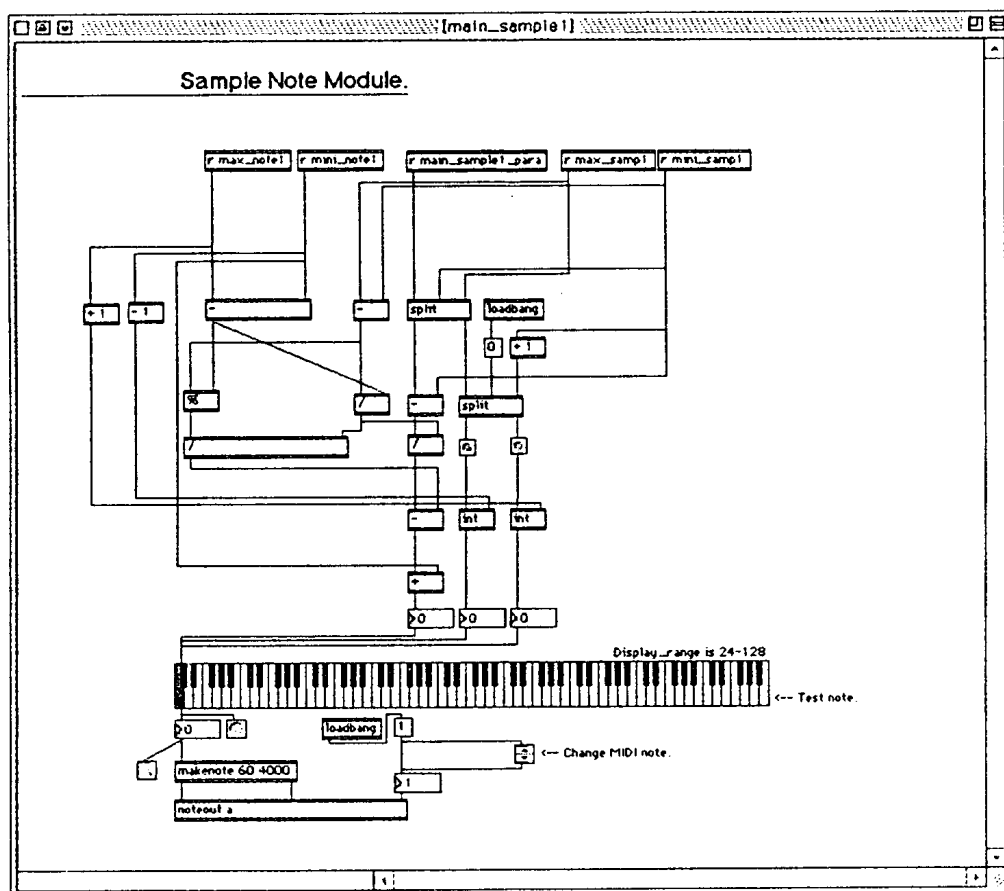 [main_sample1]
Sample Note Module.
r max_note1
r mini_note1
r main_sample1_para
r max_samp1
r mini_samp1
+ 1
- 1
-
-
split
loadbang
0
+ 1
%
/
-
split
/
/
-
int
int
+
0
0
0
Display_range is 24-128
<-- Test note.
0
loadbang
1
<-- Change MIDI note.
makenote 60 4000
1
noteout a